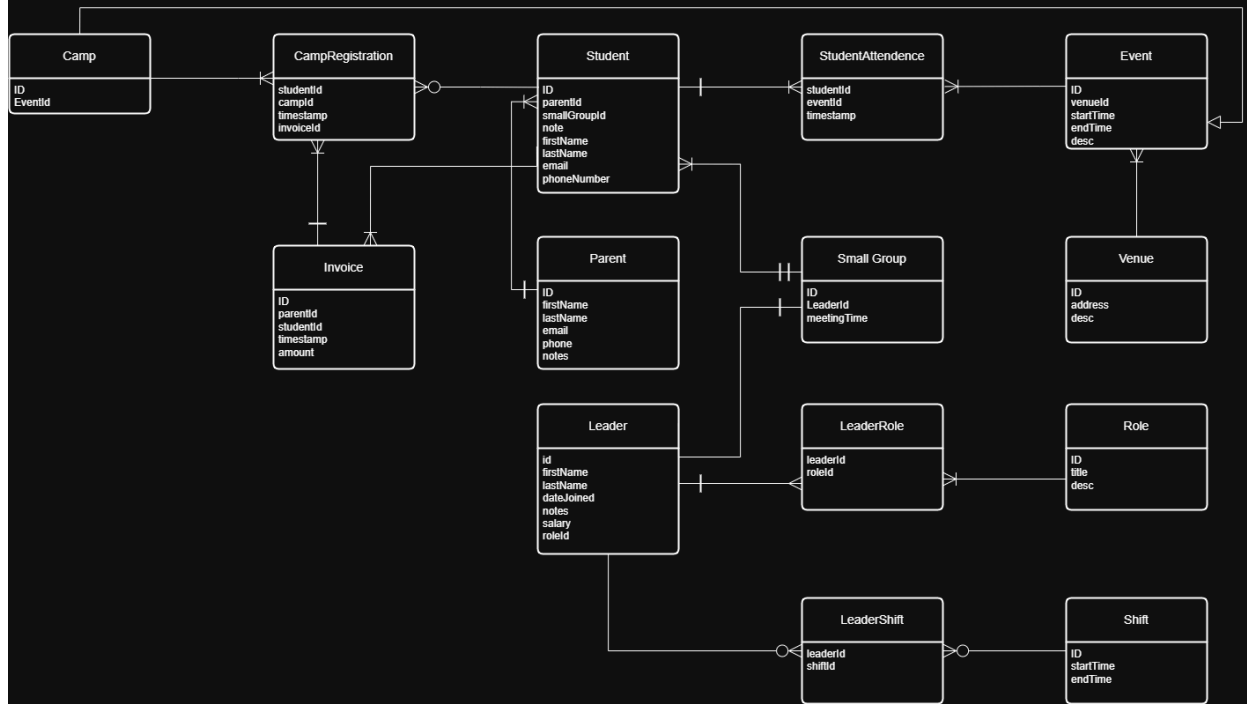 Camp
ID
EventId
CampRegistration
studentId
campId
timestamp
invoiceId
Student
ID
parentId
smallGroupId
note
firstName
lastName
email
phoneNumber
StudentAttendence
studentId
eventId
timestamp
Event
ID
venueId
startTime
endTime
desc
Invoice
ID
parentId
studentId
timestamp
amount
Parent
ID
firstName
lastName
email
phone
notes
Small Group
ID
LeaderId
meetingTime
Venue
ID
address
desc
Leader
id
firstName
lastName
dateJoined
notes
salary
roleId
LeaderRole
leaderId
roleId
Role
ID
title
desc
LeaderShift
leaderId
shiftId
Shift
ID
startTime
endTime